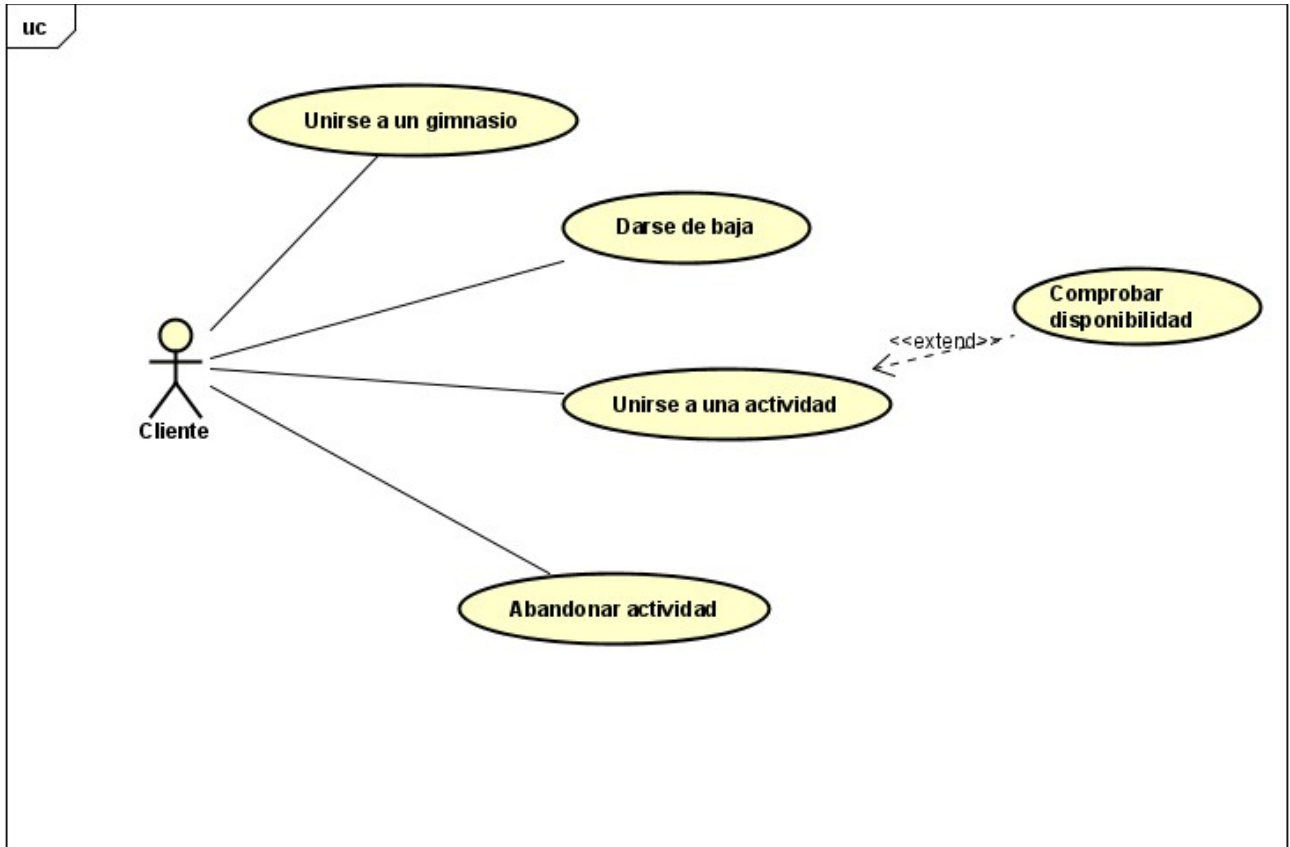 uc
Unirse a un gimnasio
Darse de baja
Comprobar
disponibilidad
<<extend>>
Unirse a una actividad
Cliente
Abandonar actividad